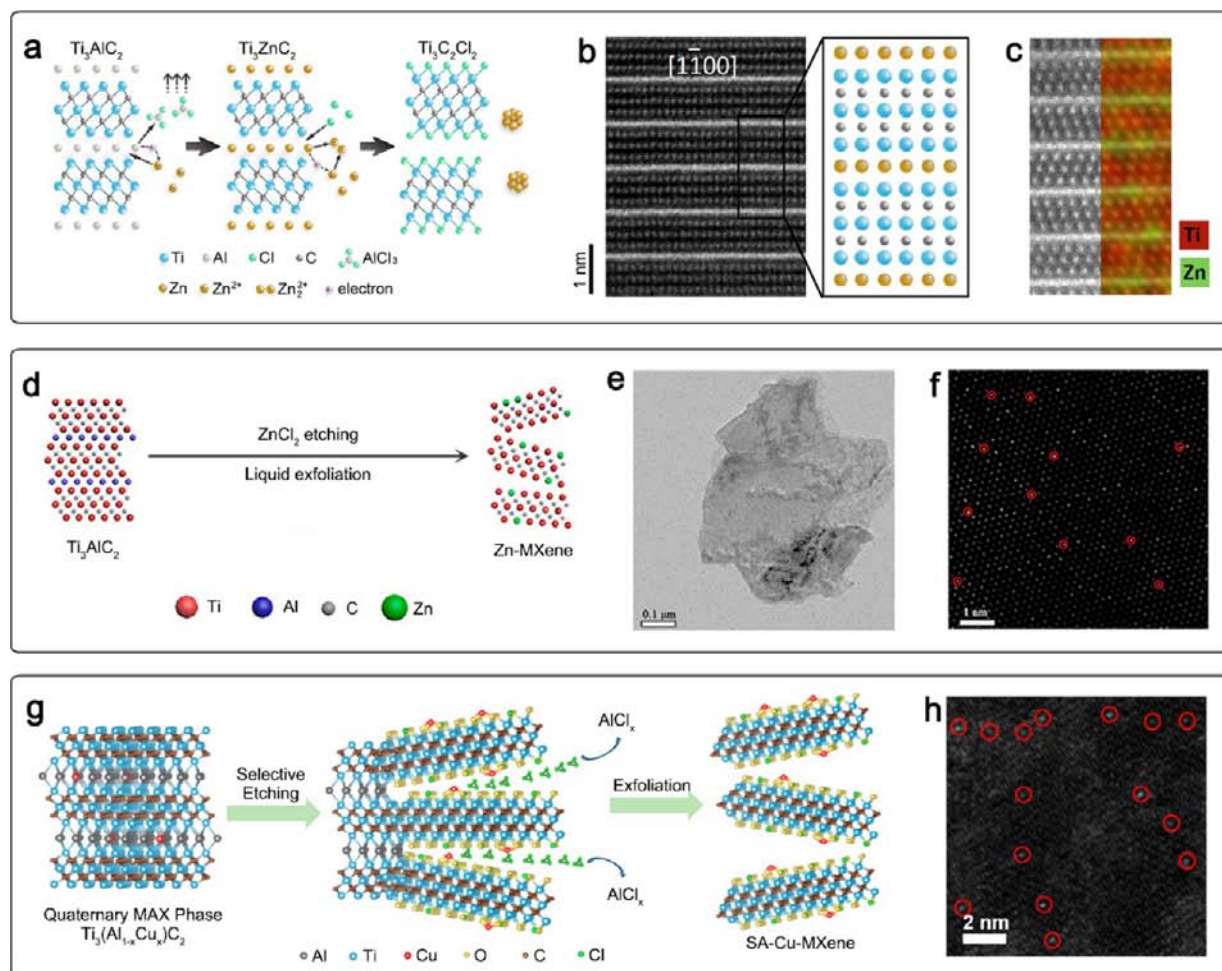 a
Ti₃AlC₂
Ti₃ZnC₂
Ti₃C₂Cl₂
Ti
Al
Cl
C
AlCl₃
Zn
Zn²⁺
Zn₂²⁺
electron
b
[1̄100]
1 nm
c
Ti
Zn
d
ZnCl₂ etching
Liquid exfoliation
Ti₃AlC₂
Zn-MXene
Ti
Al
C
Zn
e
0.1 μm
f
1 nm
g
Selective
Etching
AlClₓ
Exfoliation
AlClₓ
Quaternary MAX Phase
Ti₃(Al₁₋ₓCuₓ)C₂
SA-Cu-MXene
Al
Ti
Cu
O
C
Cl
h
2 nm